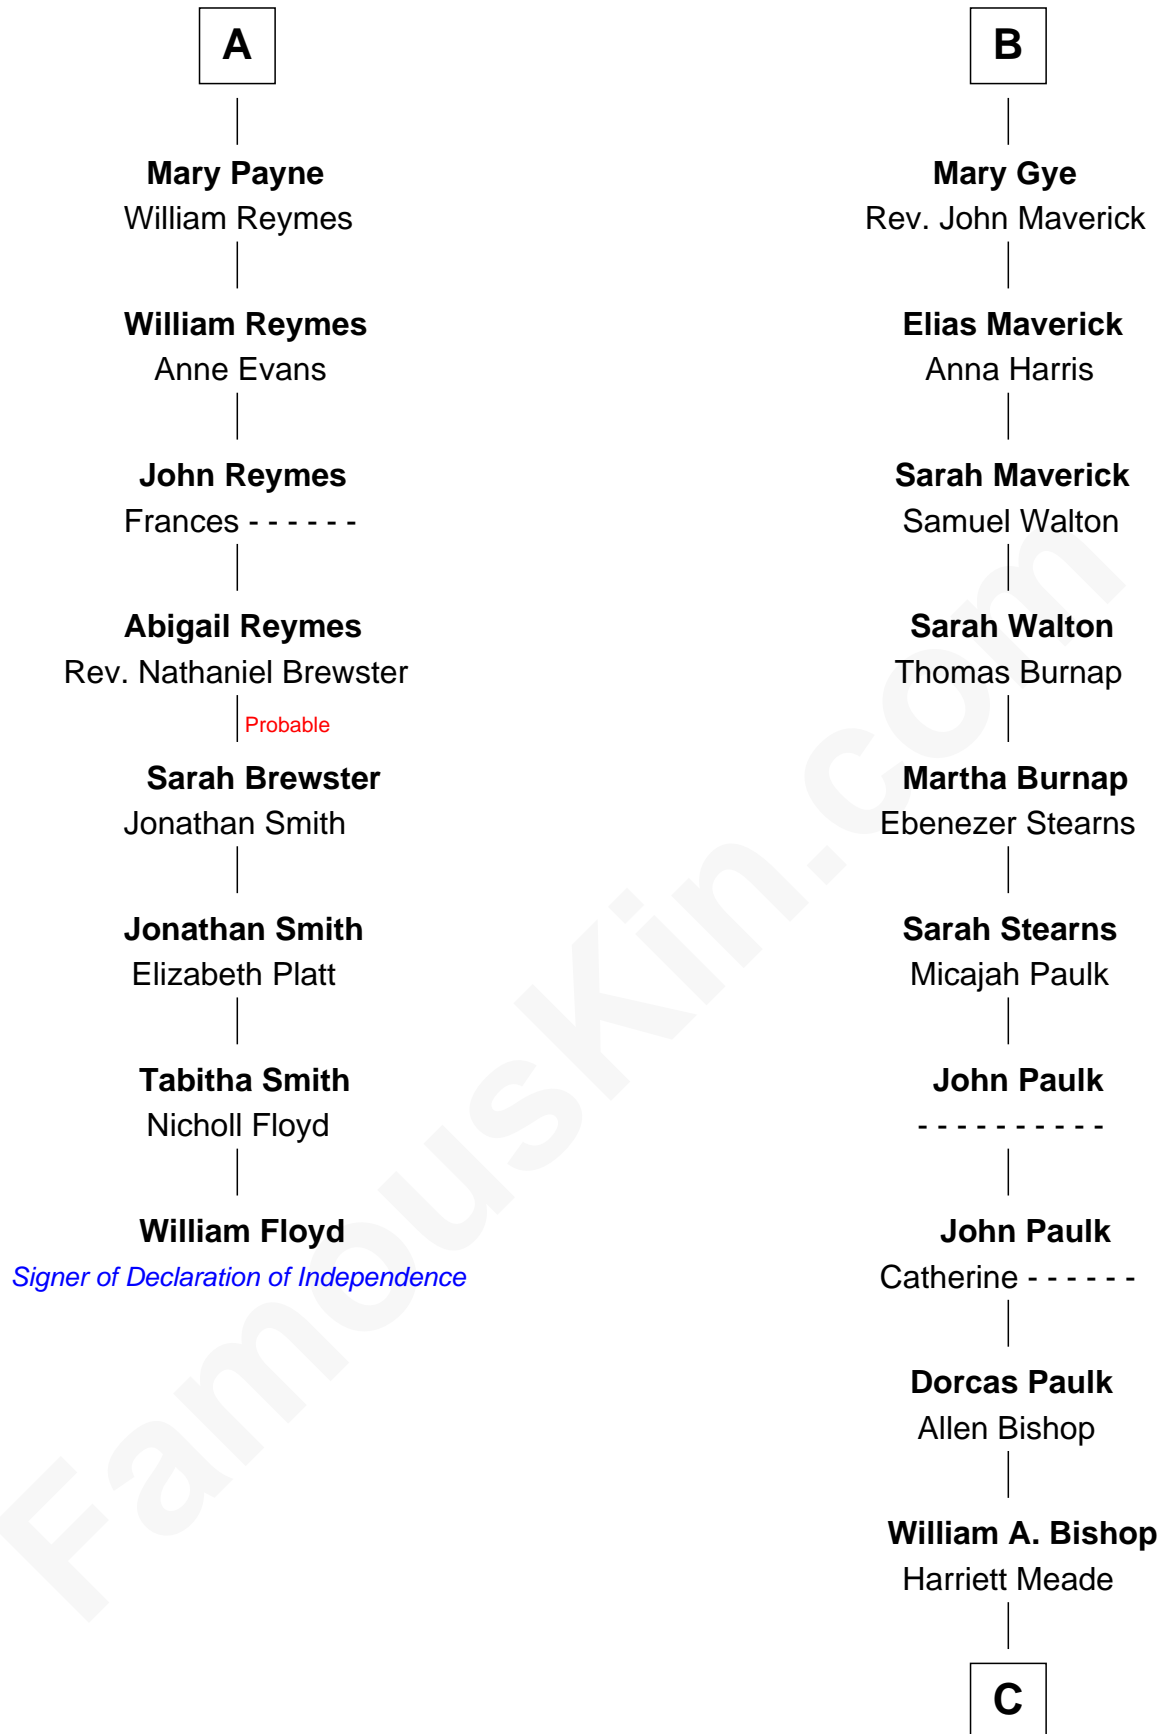 A
Mary Payne
William Reymes
William Reymes
Anne Evans
John Reymes
Frances - - - - - -
Abigail Reymes
Rev. Nathaniel Brewster
Probable
Sarah Brewster
Jonathan Smith
Jonathan Smith
Elizabeth Platt
Tabitha Smith
Nicholl Floyd
William Floyd
Signer of Declaration of Independence
B
Mary Gye
Rev. John Maverick
Elias Maverick
Anna Harris
Sarah Maverick
Samuel Walton
Sarah Walton
Thomas Burnap
Martha Burnap
Ebenezer Stearns
Sarah Stearns
Micajah Paulk
John Paulk
- - - - - - - - - -
John Paulk
Catherine - - - - - -
Dorcas Paulk
Allen Bishop
William A. Bishop
Harriett Meade
C
FamousKin.com